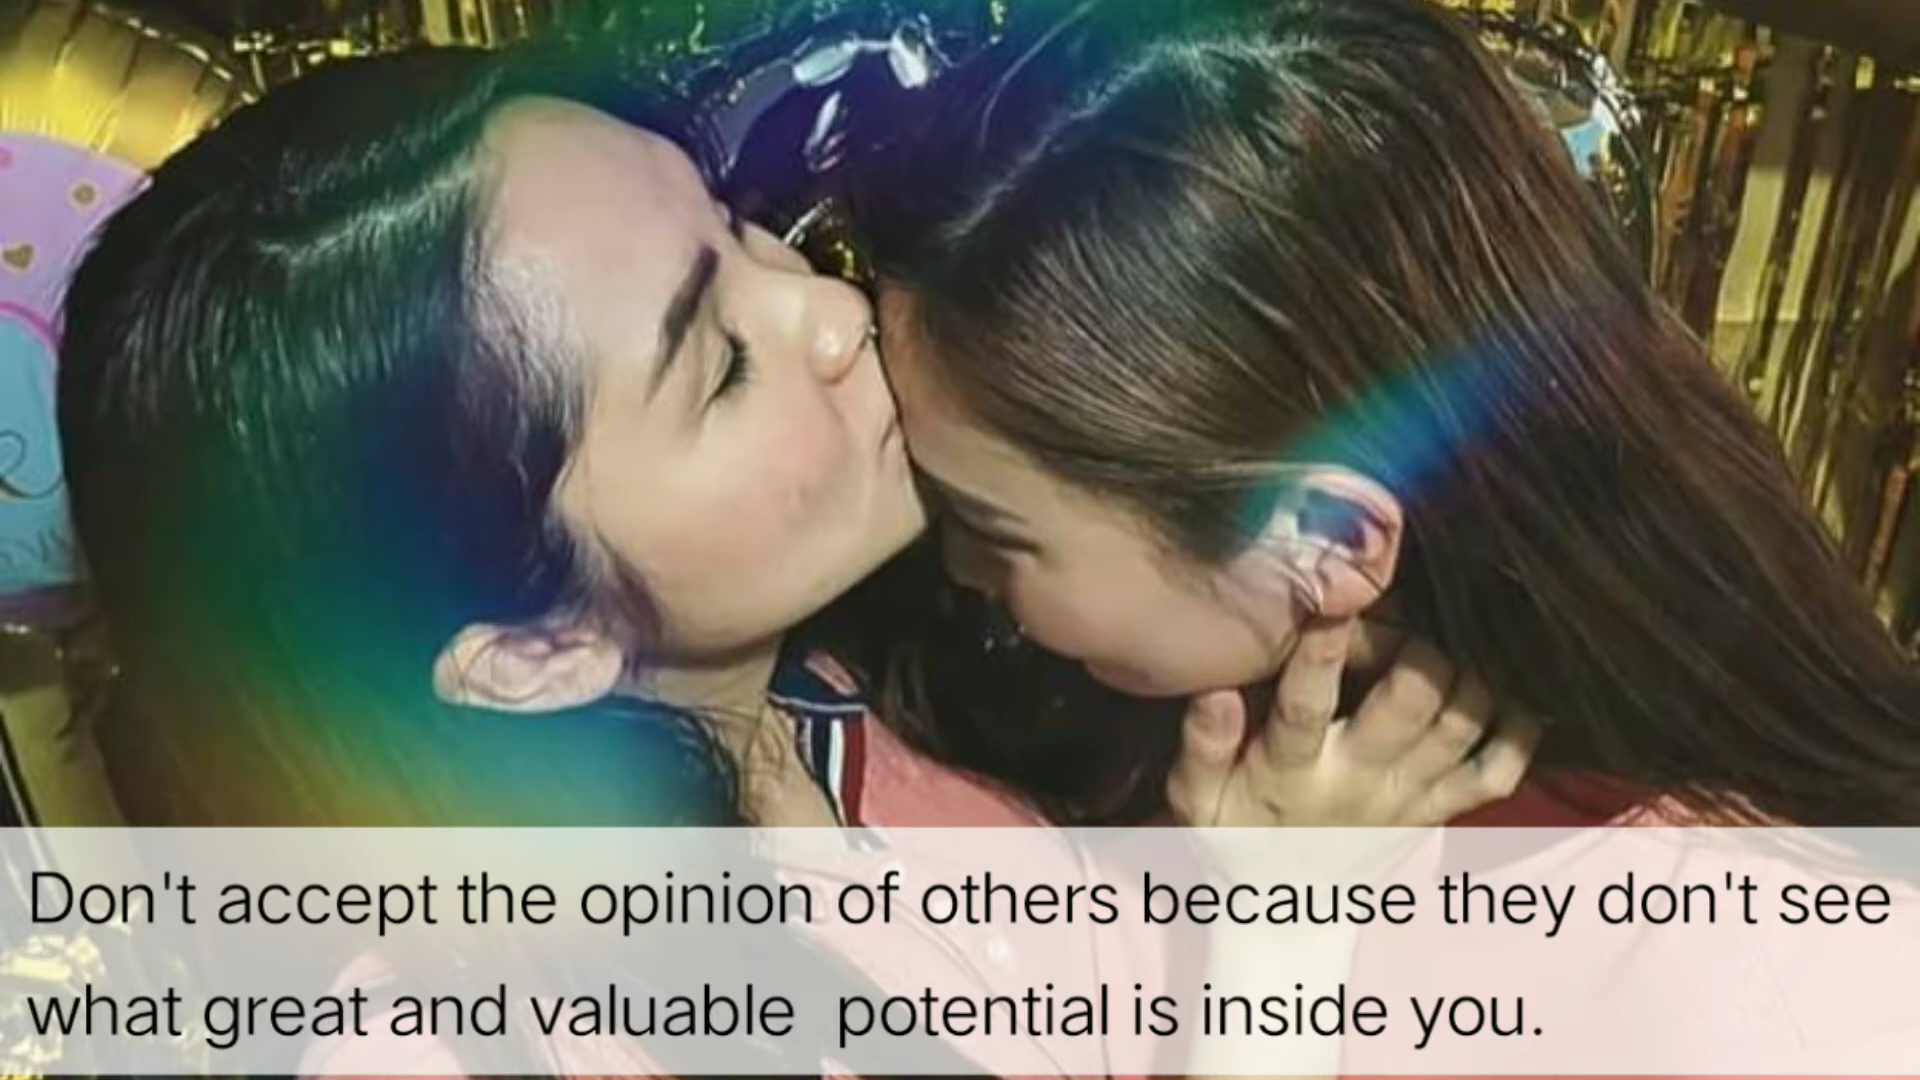 Don't accept the opinion of others because they don't see
what great and valuable  potential is inside you.